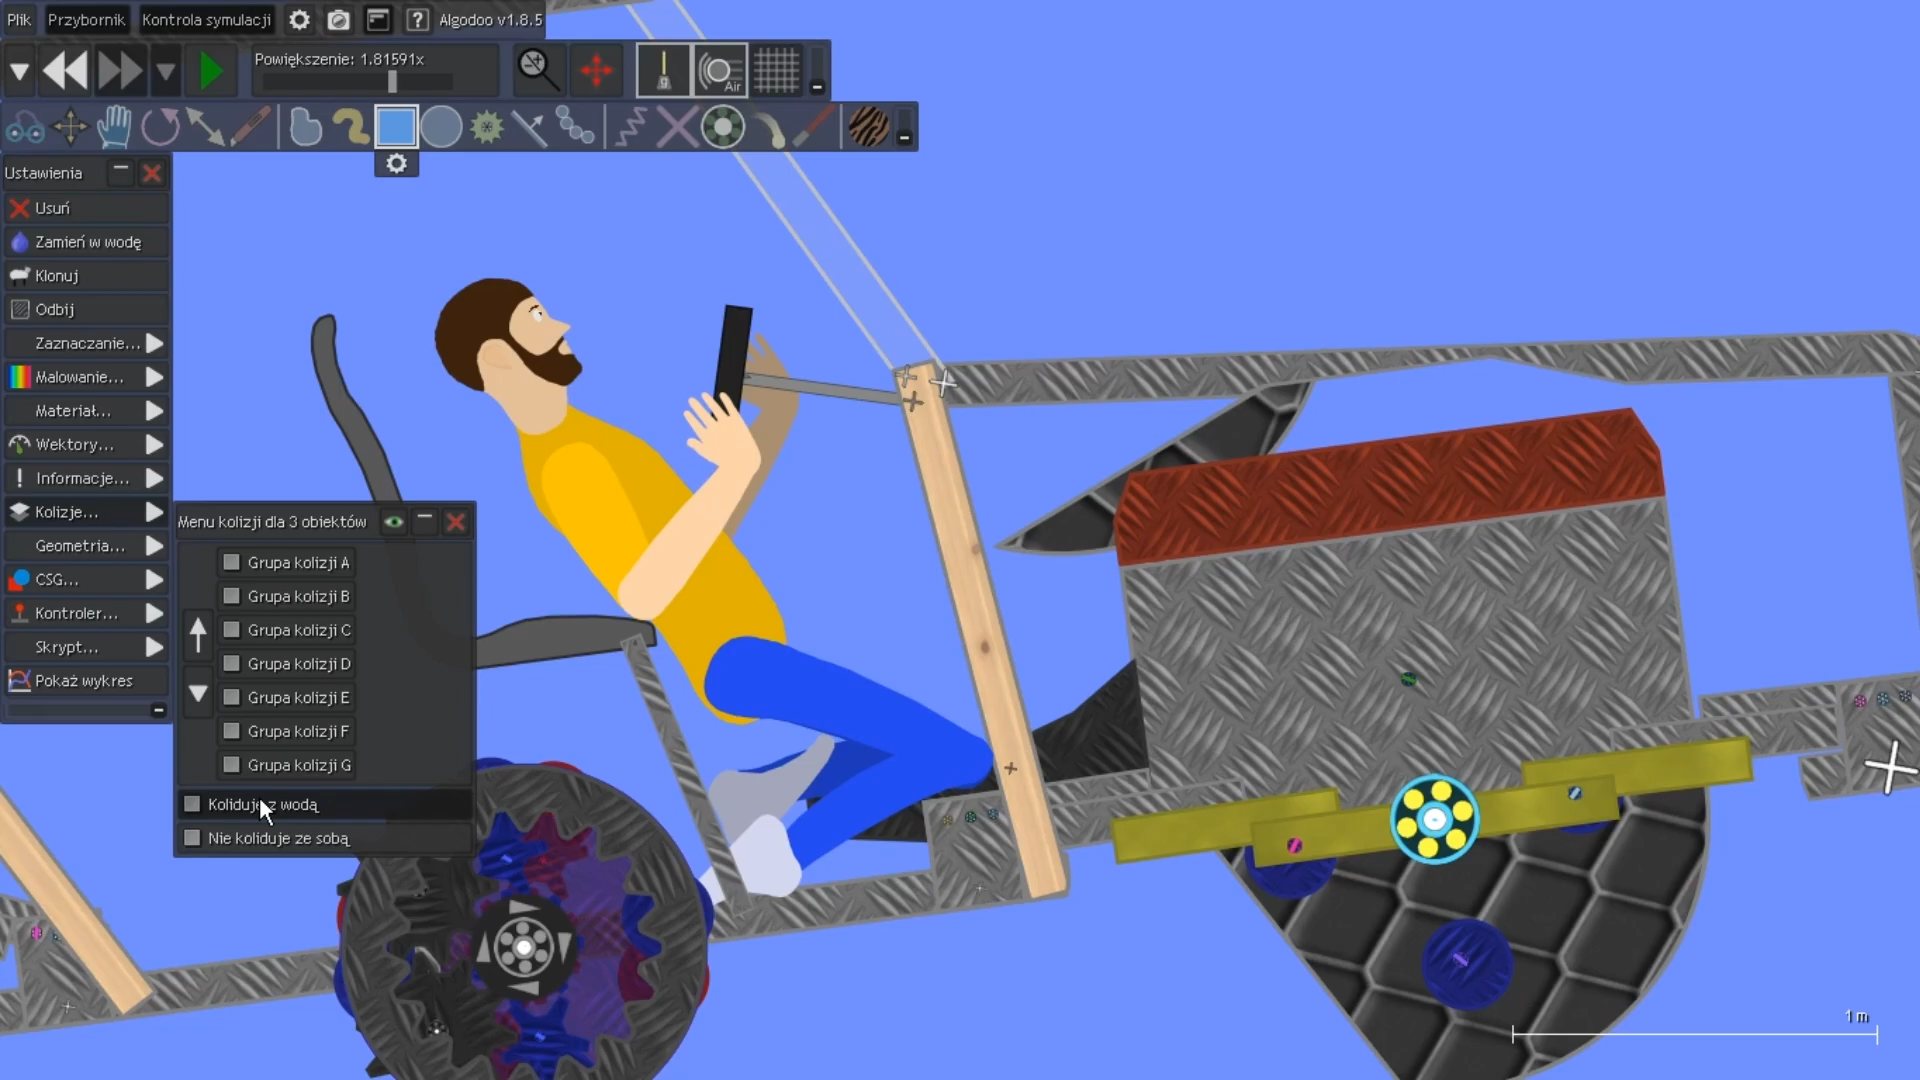 Plik Przybornik Kontrola symulacji ? Algodoo v1.8.5
Powiększenie: 1.81591x
Air
Ustawienia
Usuń
Zamień w wodę
Klonuj
Odbij
Zaznaczanie...
Malowanie...
Materiał...
Wektory...
Informacje...
Kolizje...
Geometria...
CSG...
Kontroler...
Skrypt...
Pokaż wykres
Menu kolizji dla 3 obiektów
Grupa kolizji A
Grupa kolizji B
Grupa kolizji C
Grupa kolizji D
Grupa kolizji E
Grupa kolizji F
Grupa kolizji G
Koliduje z wodą
Nie koliduje ze sobą
1 m